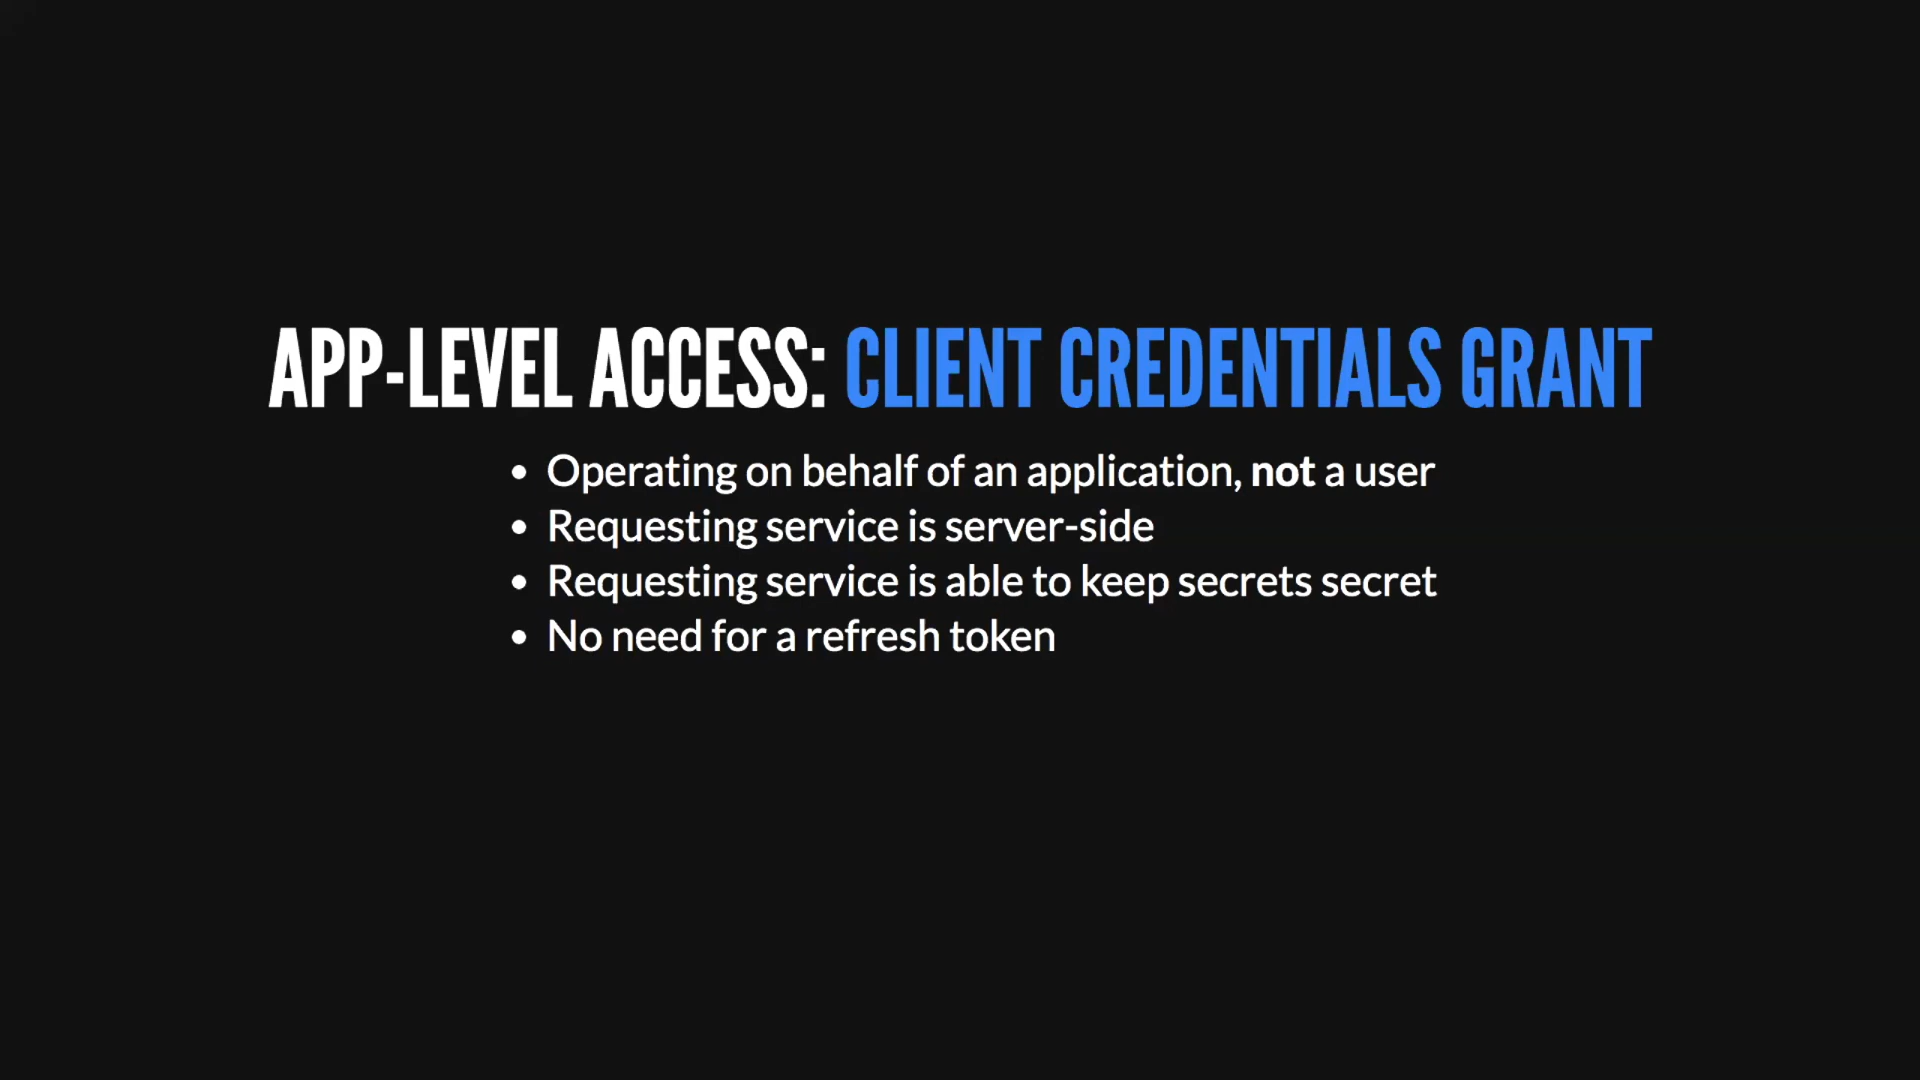 APP-LEVEL ACCESS: CLIENT CREDENTIALS GRANT
• Operating on behalf of an application, not a user
• Requesting service is server-side
• Requesting service is able to keep secrets secret
• No need for a refresh token